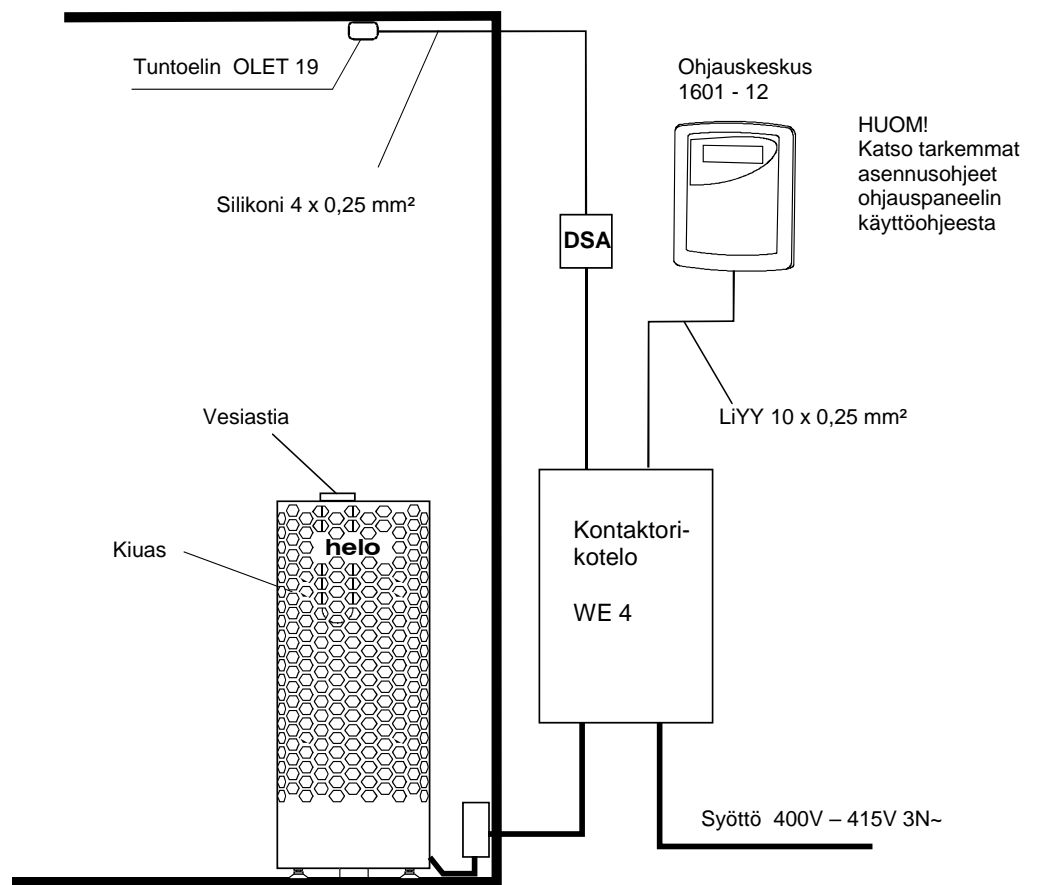 Tuntoelin OLET 19
Ohjauskeskus
1601 - 12
HUOM!
Katso tarkemmat
asennusohjeet
ohjauspaneelin
käyttöohjeesta
Silikoni 4 x 0,25 mm²
DSA
LiYY 10 x 0,25 mm²
Vesiastia
Kiuas
helo
Kontaktori-
kotelo
WE 4
Syöttö 400V – 415V 3N~